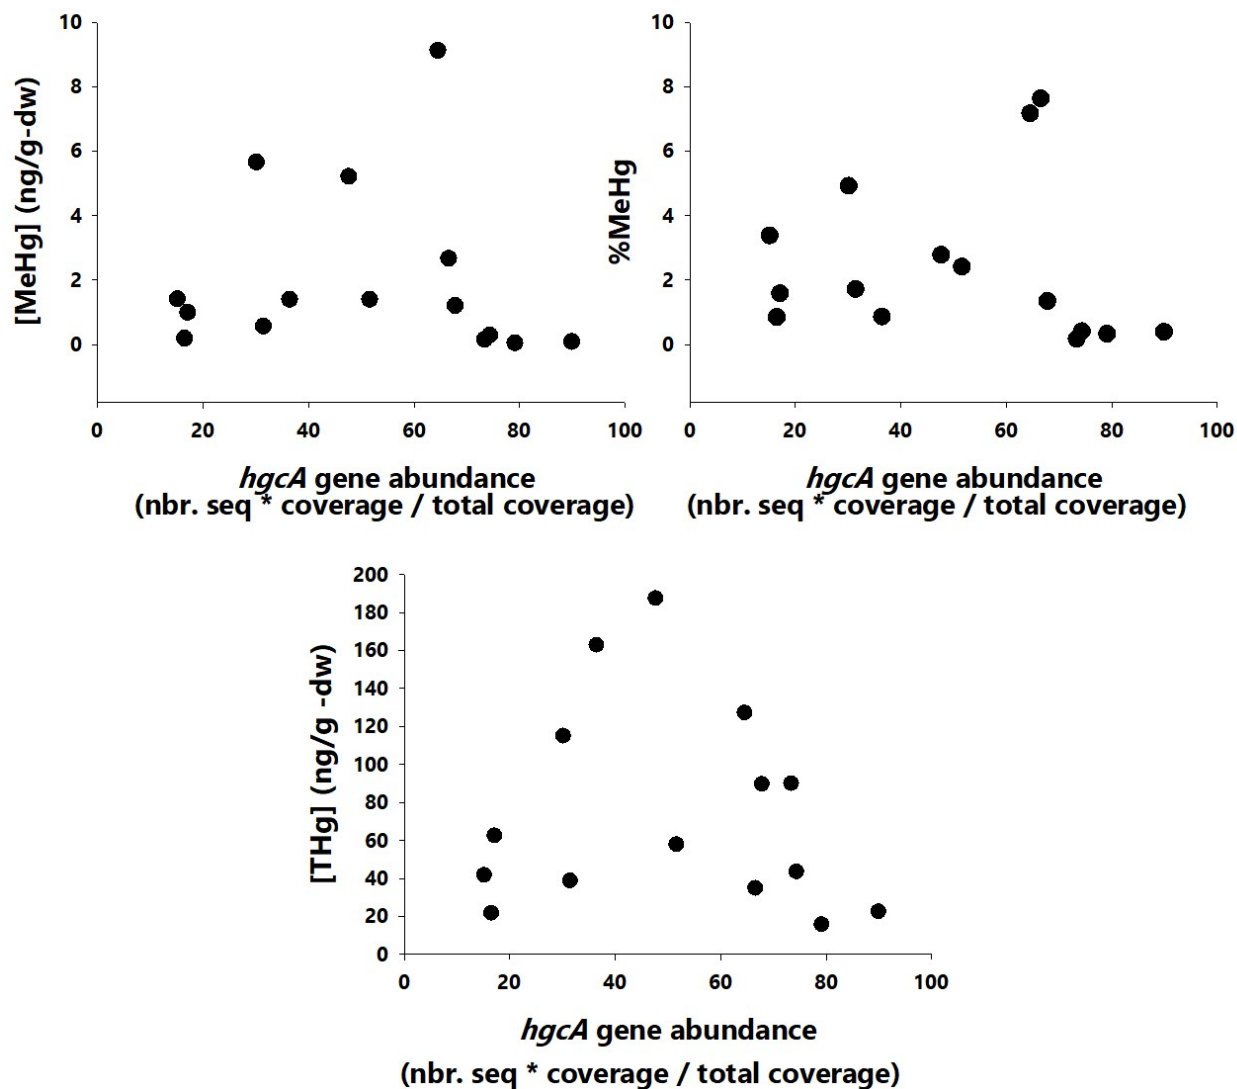 [MeHg] (ng/g-dw)
10
8
6
4
2
0
0 20 40 60 80 100
hgcA gene abundance
(nbr. seq * coverage / total coverage)
%MeHg
10
8
6
4
2
0
0 20 40 60 80 100
hgcA gene abundance
(nbr. seq * coverage / total coverage)
[THg] (ng/g -dw)
200
180
160
140
120
100
80
60
40
20
0
0 20 40 60 80 100
hgcA gene abundance
(nbr. seq * coverage / total coverage)